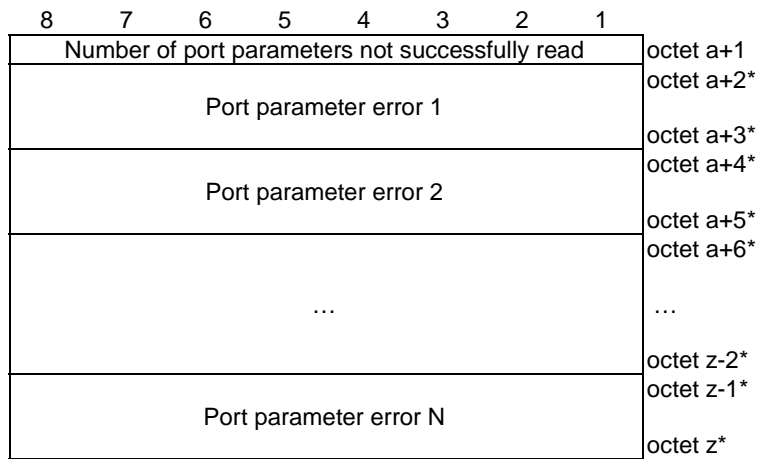 8 7 6 5 4 3 2 1
Number of port parameters not successfully read octet a+1
octet a+2*
Port parameter error 1
octet a+3*
octet a+4*
Port parameter error 2
octet a+5*
octet a+6*
… …
octet z-2*
octet z-1*
Port parameter error N
octet z*